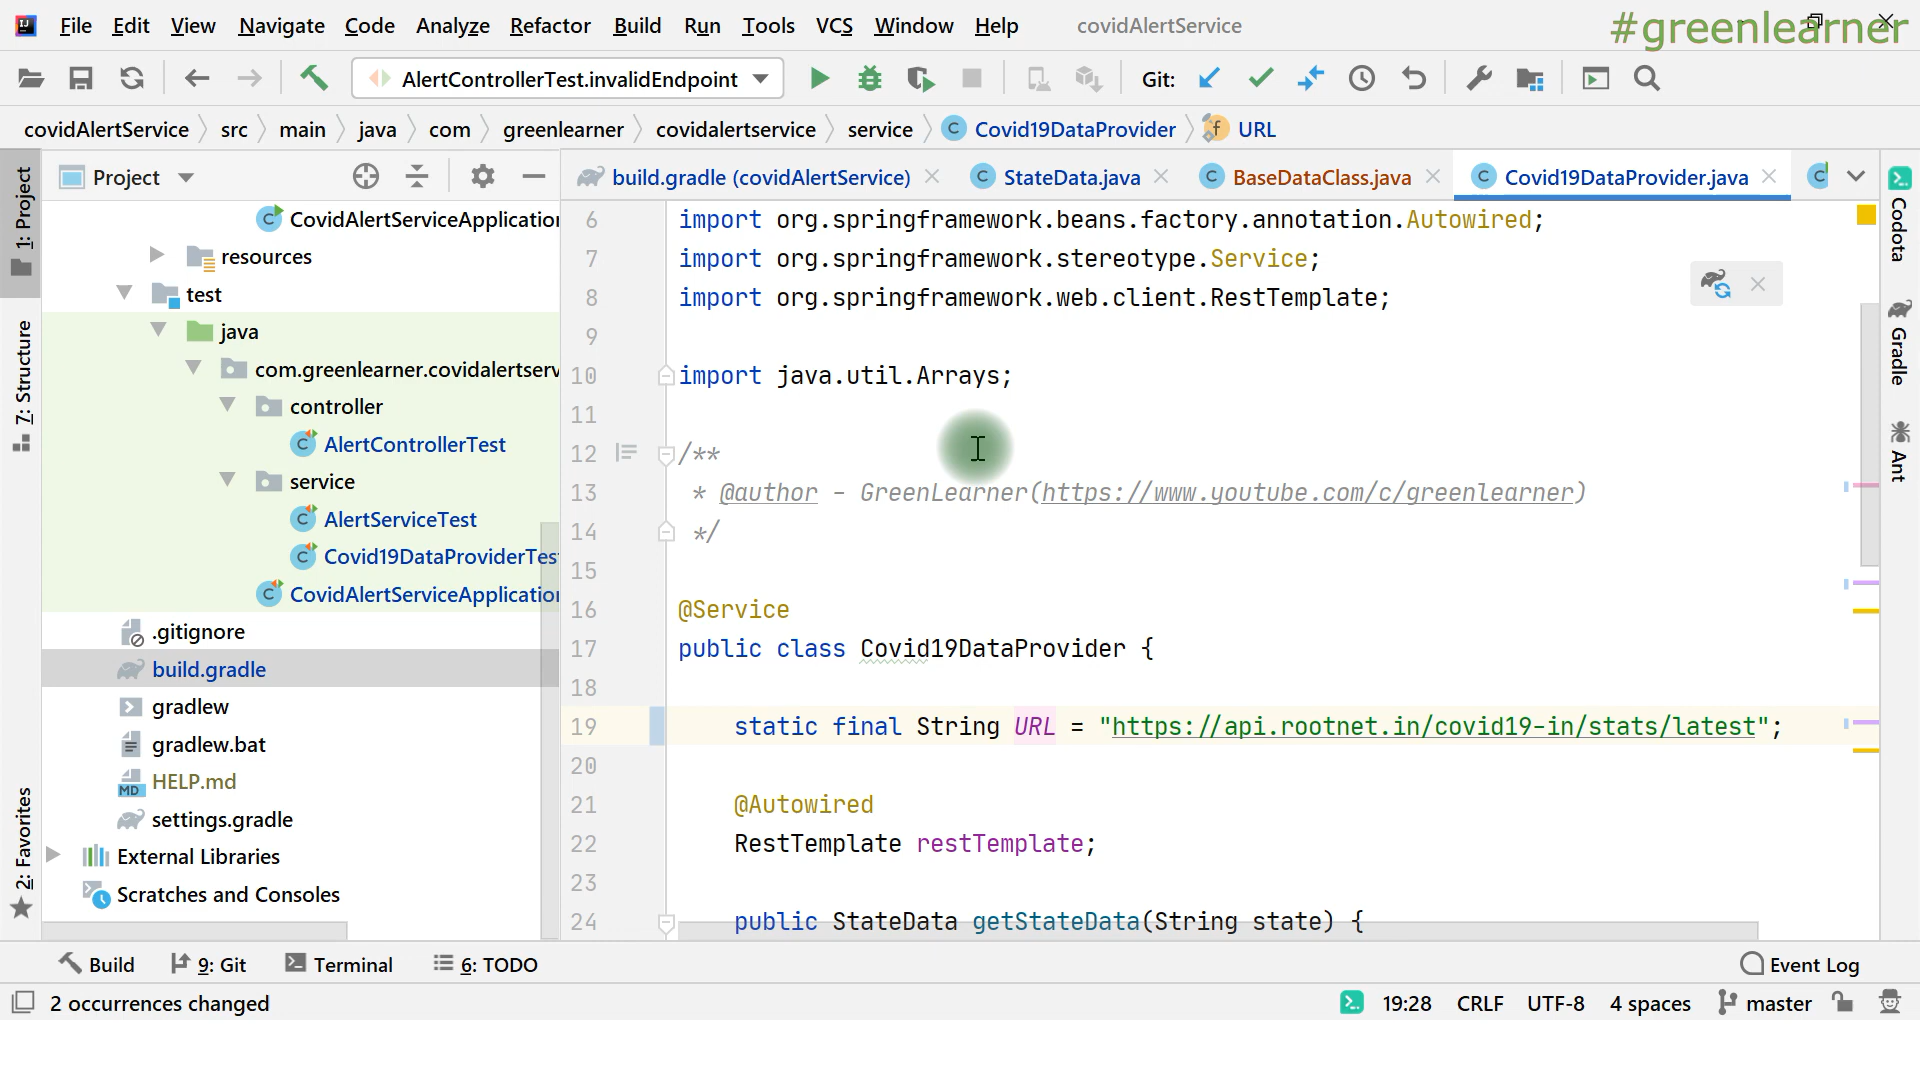 File Edit View Navigate Code Analyze Refactor Build Run Tools VCS Window Help covidAlertService
#greenlearner
AlertControllerTest.invalidEndpoint Git:
covidAlertService src main java com greenlearner covidalertservice service Covid19DataProvider URL
Project
build.gradle (covidAlertService) StateData.java BaseDataClass.java Covid19DataProvider.java
1: Project
7: Structure
2: Favorites
CovidAlertServiceApplication
resources
test
java
com.greenlearner.covidalertserv
controller
AlertControllerTest
service
AlertServiceTest
Covid19DataProviderTes
CovidAlertServiceApplication
.gitignore
build.gradle
gradlew
gradlew.bat
HELP.md
settings.gradle
External Libraries
Scratches and Consoles
6 import org.springframework.beans.factory.annotation.Autowired;
7 import org.springframework.stereotype.Service;
8 import org.springframework.web.client.RestTemplate;
9
10 import java.util.Arrays;
11
12 /**
13 * @author - GreenLearner(https://www.youtube.com/c/greenlearner)
14 */
15
16 @Service
17 public class Covid19DataProvider {
18
19 static final String URL = "https://api.rootnet.in/covid19-in/stats/latest";
20
21 @Autowired
22 RestTemplate restTemplate;
23
24 public StateData getStateData(String state) {
Codota
Gradle
Ant
Build 9: Git Terminal 6: TODO Event Log
2 occurrences changed 19:28 CRLF UTF-8 4 spaces master